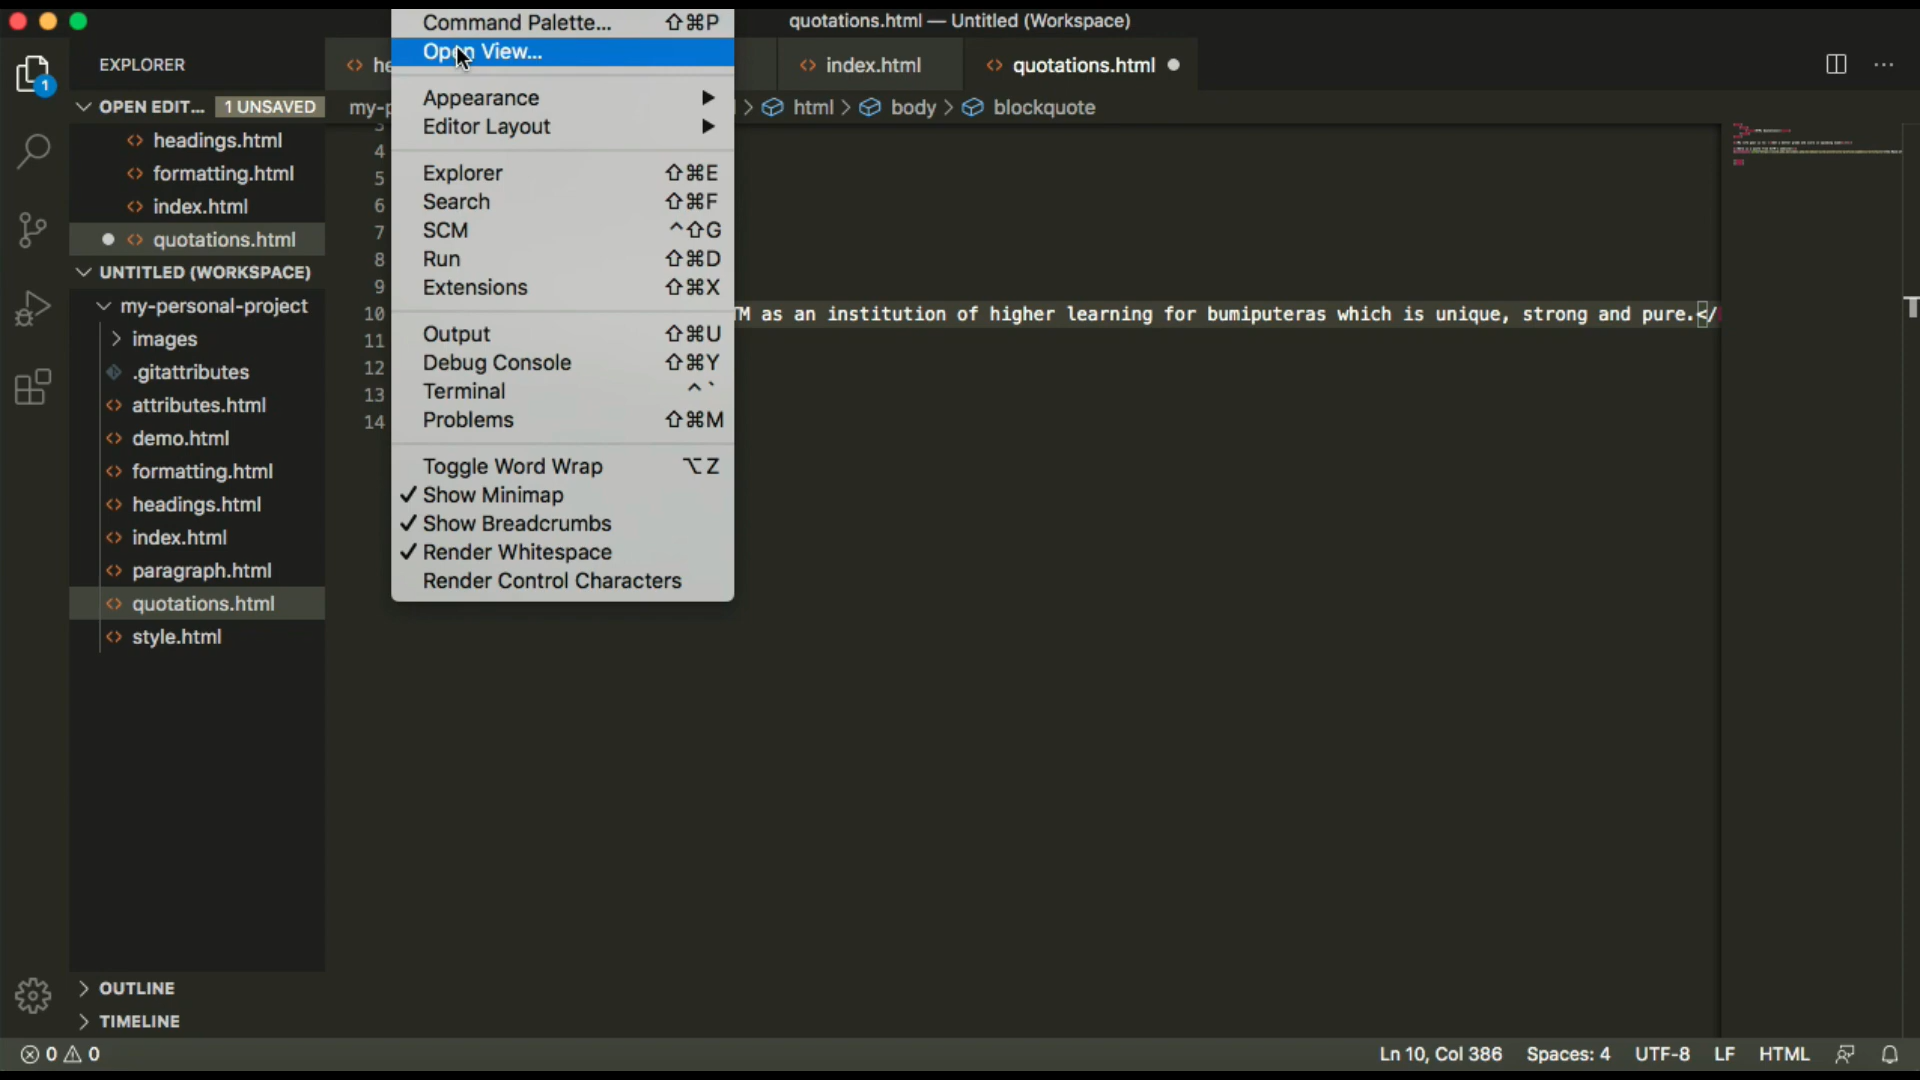 quotations.html — Untitled (Workspace)
Command Palette... ⇧⌘P
Open View...
Appearance
Editor Layout
Explorer ⇧⌘E
Search ⇧⌘F
SCM ^⇧G
Run ⇧⌘D
Extensions ⇧⌘X
Output ⇧⌘U
Debug Console ⇧⌘Y
Terminal ^`
Problems ⇧⌘M
Toggle Word Wrap ⌥Z
✓ Show Minimap
✓ Show Breadcrumbs
✓ Render Whitespace
Render Control Characters
1
EXPLORER
OPEN EDIT... 1 UNSAVED
headings.html
formatting.html
index.html
quotations.html
UNTITLED (WORKSPACE)
my-personal-project
images
.gitattributes
attributes.html
demo.html
formatting.html
headings.html
index.html
paragraph.html
quotations.html
style.html
OUTLINE
TIMELINE
<> he
<> index.html
<> quotations.html
my-p
> html > body > blockquote
4
5
6
7
8
9
10 TM as an institution of higher learning for bumiputeras which is unique, strong and pure.</
11
12
13
14
0 0
Ln 10, Col 386 Spaces: 4 UTF-8 LF HTML